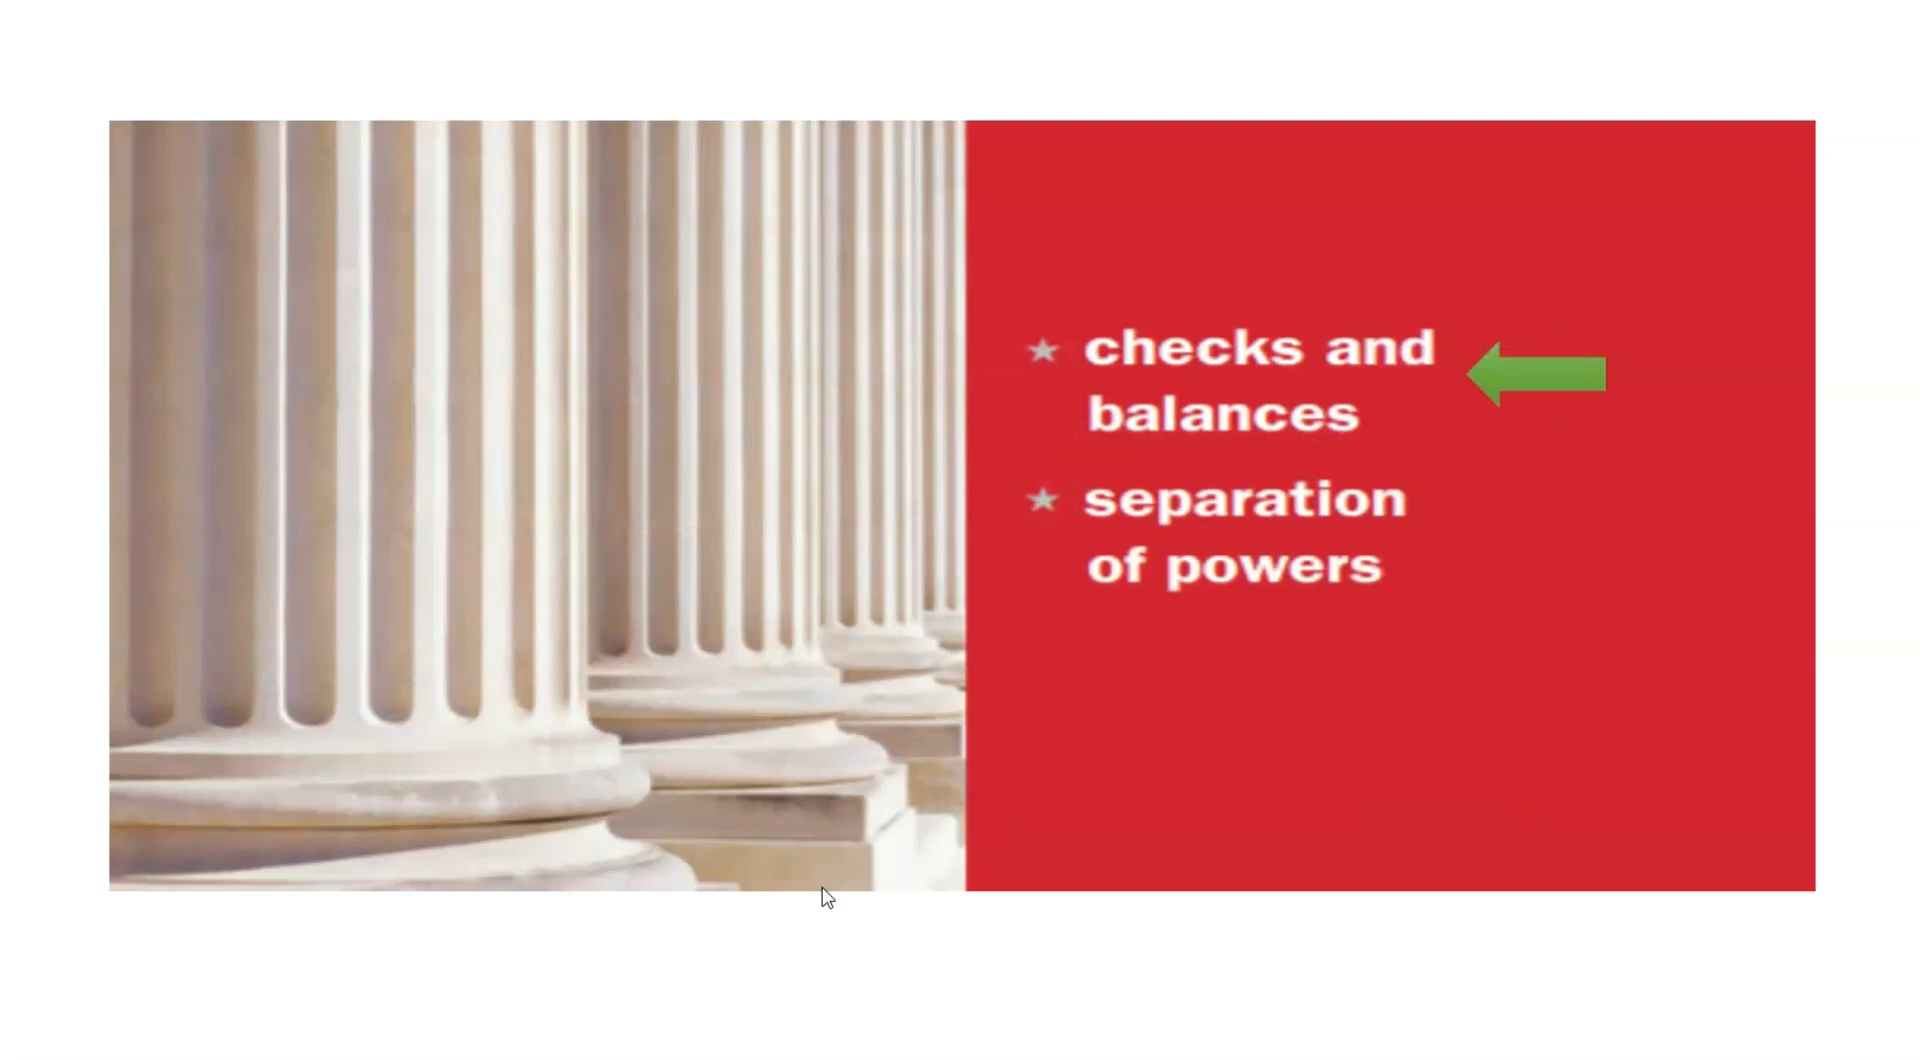 checks and
balances
separation
of powers